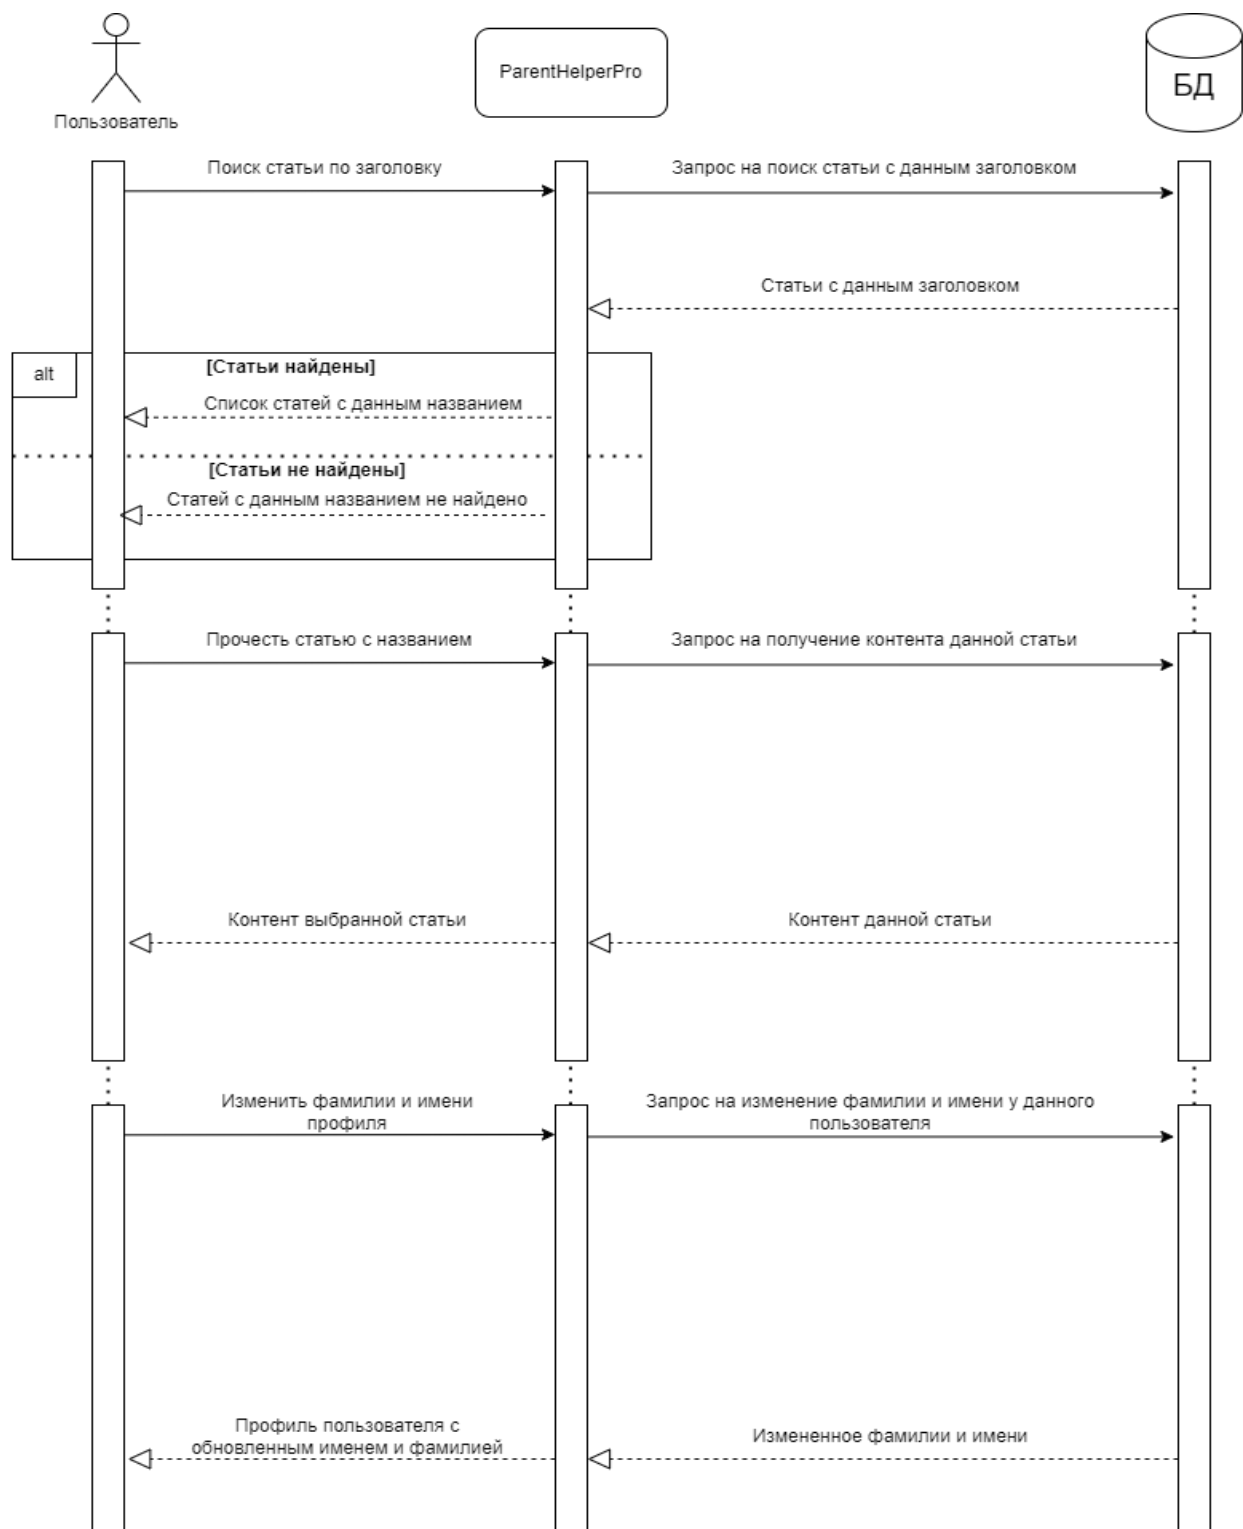 Пользователь
ParentHelperPro
БД
Поиск статьи по заголовку
Запрос на поиск статьи с данным заголовком
Статьи с данным заголовком
alt
[Статьи найдены]
Список статей с данным названием
[Статьи не найдены]
Статей с данным названием не найдено
Прочесть статью с названием
Запрос на получение контента данной статьи
Контент выбранной статьи
Контент данной статьи
Изменить фамилии и имени
профиля
Запрос на изменение фамилии и имени у данного
пользователя
Профиль пользователя с
обновленным именем и фамилией
Измененное фамилии и имени